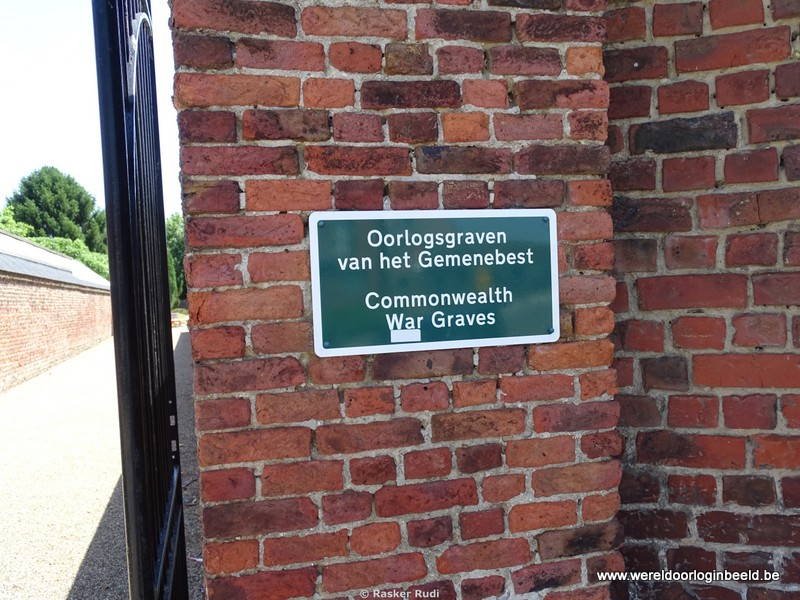 Oorlogsgraven
van het Gemenebest
Commonwealth
War Graves
www.wereldoorloginbeeld.be
© Rasker Rudi